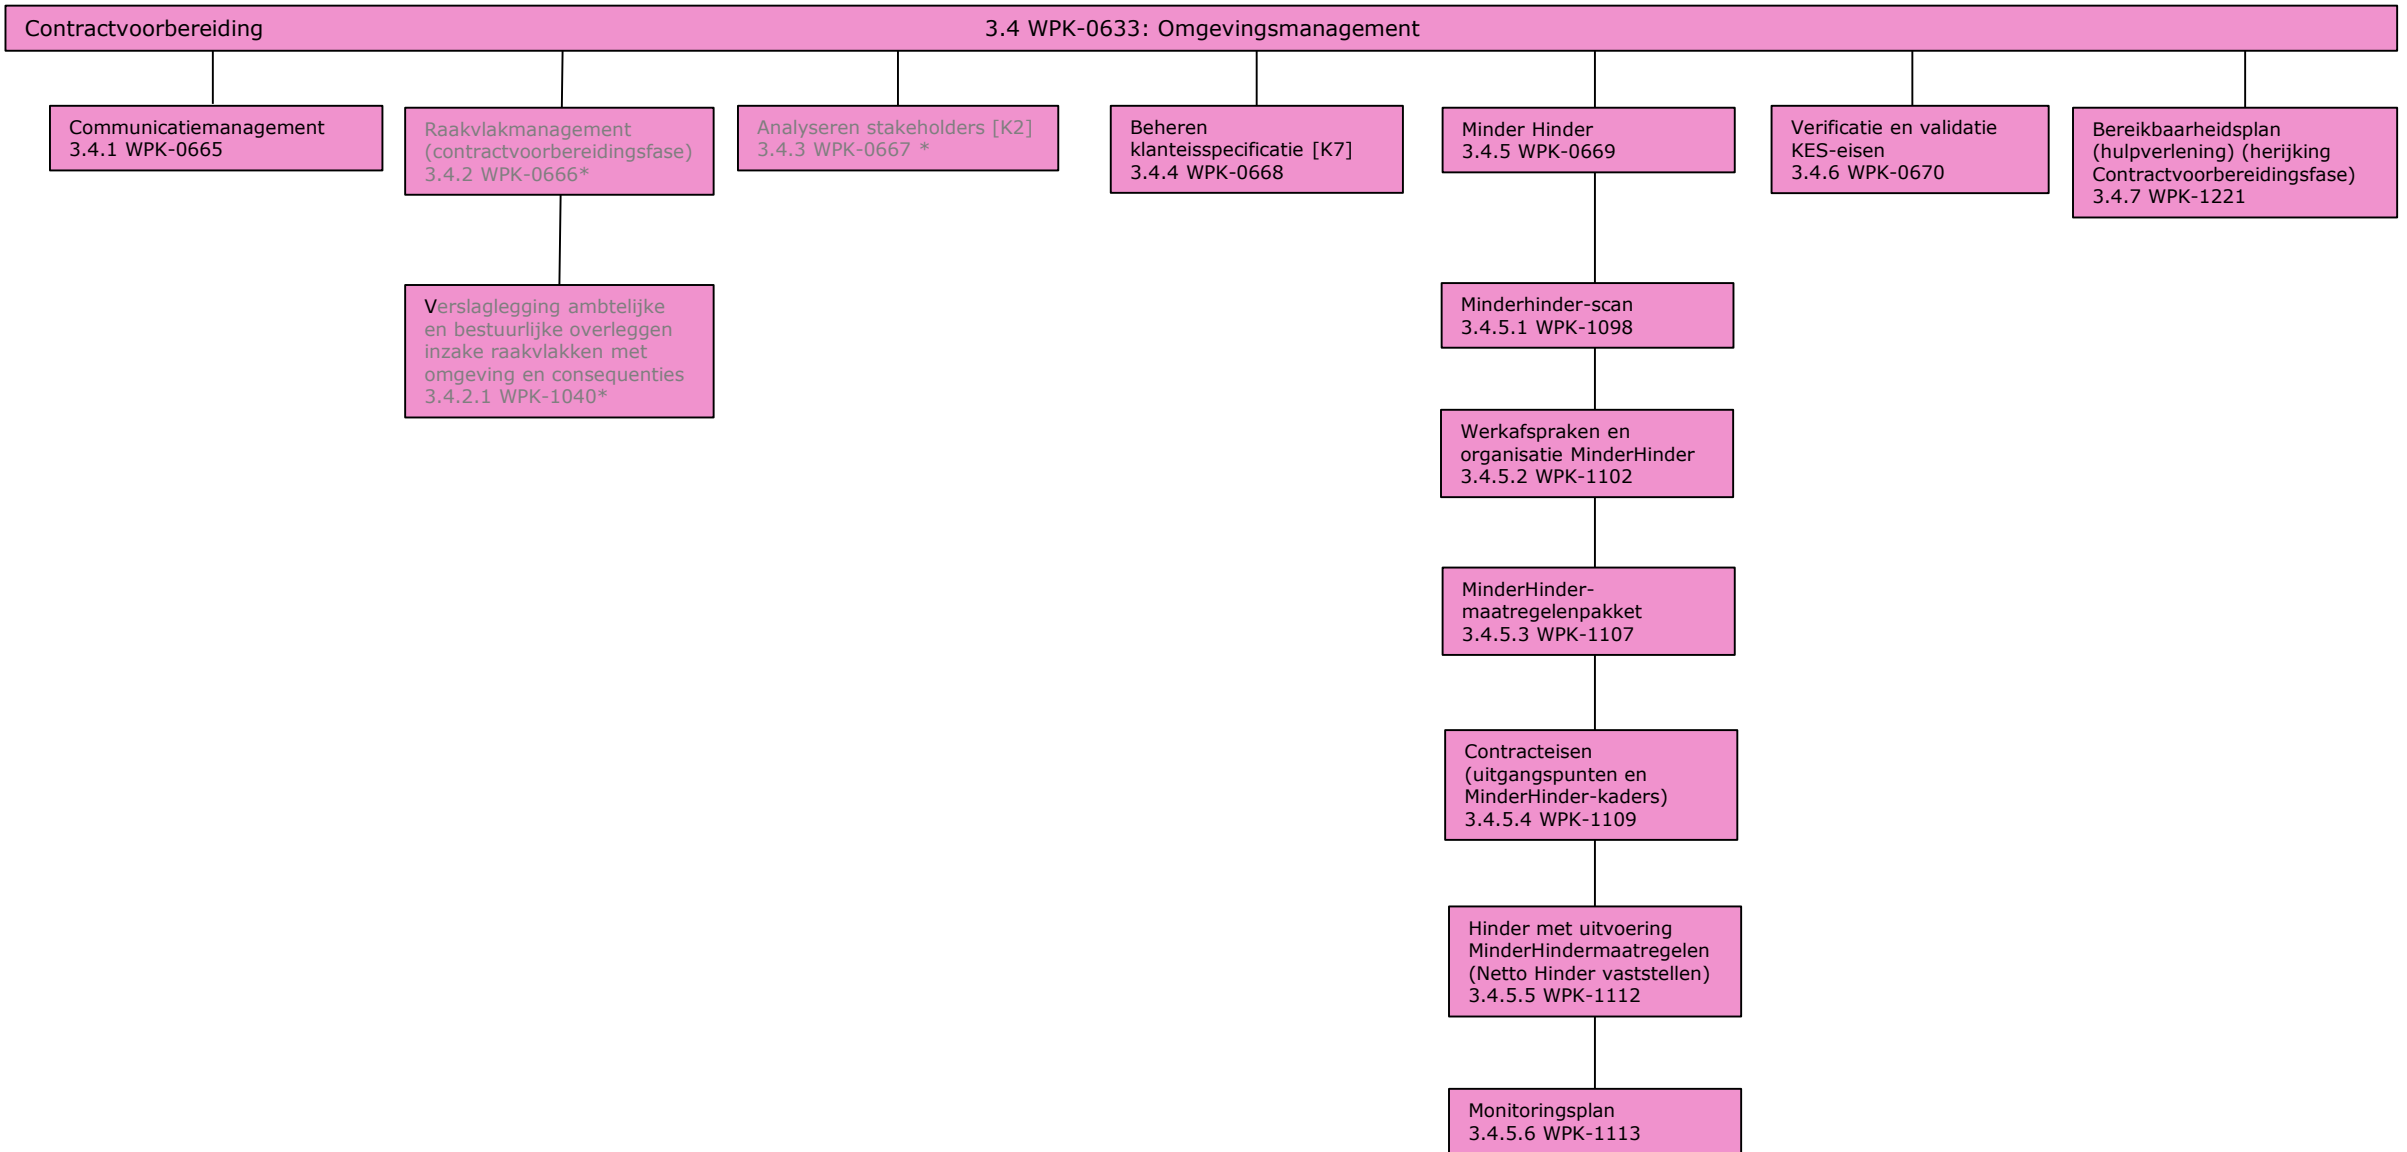 Contractvoorbereiding
3.4 WPK-0633: Omgevingsmanagement
Communicatiemanagement
3.4.1 WPK-0665
Raakvlakmanagement
(contractvoorbereidingsfase)
3.4.2 WPK-0666*
Analyseren stakeholders [K2]
3.4.3 WPK-0667 *
Beheren
klanteisspecificatie [K7]
3.4.4 WPK-0668
Minder Hinder
3.4.5 WPK-0669
Verificatie en validatie
KES-eisen
3.4.6 WPK-0670
Bereikbaarheidsplan
(hulpverlening) (herijking
Contractvoorbereidingsfase)
3.4.7 WPK-1221
Verslaglegging ambtelijke
en bestuurlijke overleggen
inzake raakvlakken met
omgeving en consequenties
3.4.2.1 WPK-1040*
Minderhinder-scan
3.4.5.1 WPK-1098
Werkafspraken en
organisatie MinderHinder
3.4.5.2 WPK-1102
MinderHinder-
maatregelenpakket
3.4.5.3 WPK-1107
Contracteisen
(uitgangspunten en
MinderHinder-kaders)
3.4.5.4 WPK-1109
Hinder met uitvoering
MinderHindermaatregelen
(Netto Hinder vaststellen)
3.4.5.5 WPK-1112
Monitoringsplan
3.4.5.6 WPK-1113